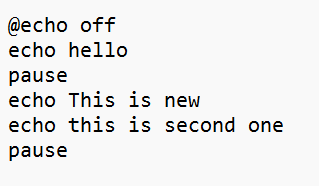 @echo off
echo hello
pause
echo This is new
echo this is second one
pause